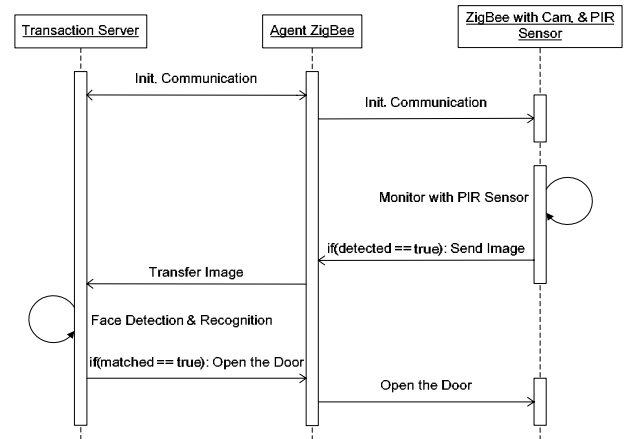 Transaction Server
Agent ZigBee
ZigBee with Cam. & PIR
Sensor
Init. Communication
Init. Communication
Monitor with PIR Sensor
if(detected == true): Send Image
Transfer Image
Face Detection & Recognition
if(matched == true): Open the Door
Open the Door